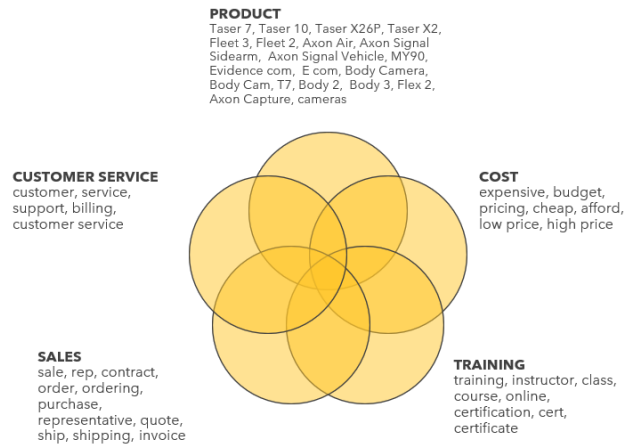 PRODUCT
Taser 7, Taser 10, Taser X26P, Taser X2,
Fleet 3, Fleet 2, Axon Air, Axon Signal
Sidearm, Axon Signal Vehicle, MY90,
Evidence com, E com, Body Camera,
Body Cam, T7, Body 2, Body 3, Flex 2,
Axon Capture, cameras
CUSTOMER SERVICE
customer, service,
support, billing,
customer service
COST
expensive, budget,
pricing, cheap, afford,
low price, high price
SALES
sale, rep, contract,
order, ordering,
purchase,
representative, quote,
ship, shipping, invoice
TRAINING
training, instructor, class,
course, online,
certification, cert,
certificate